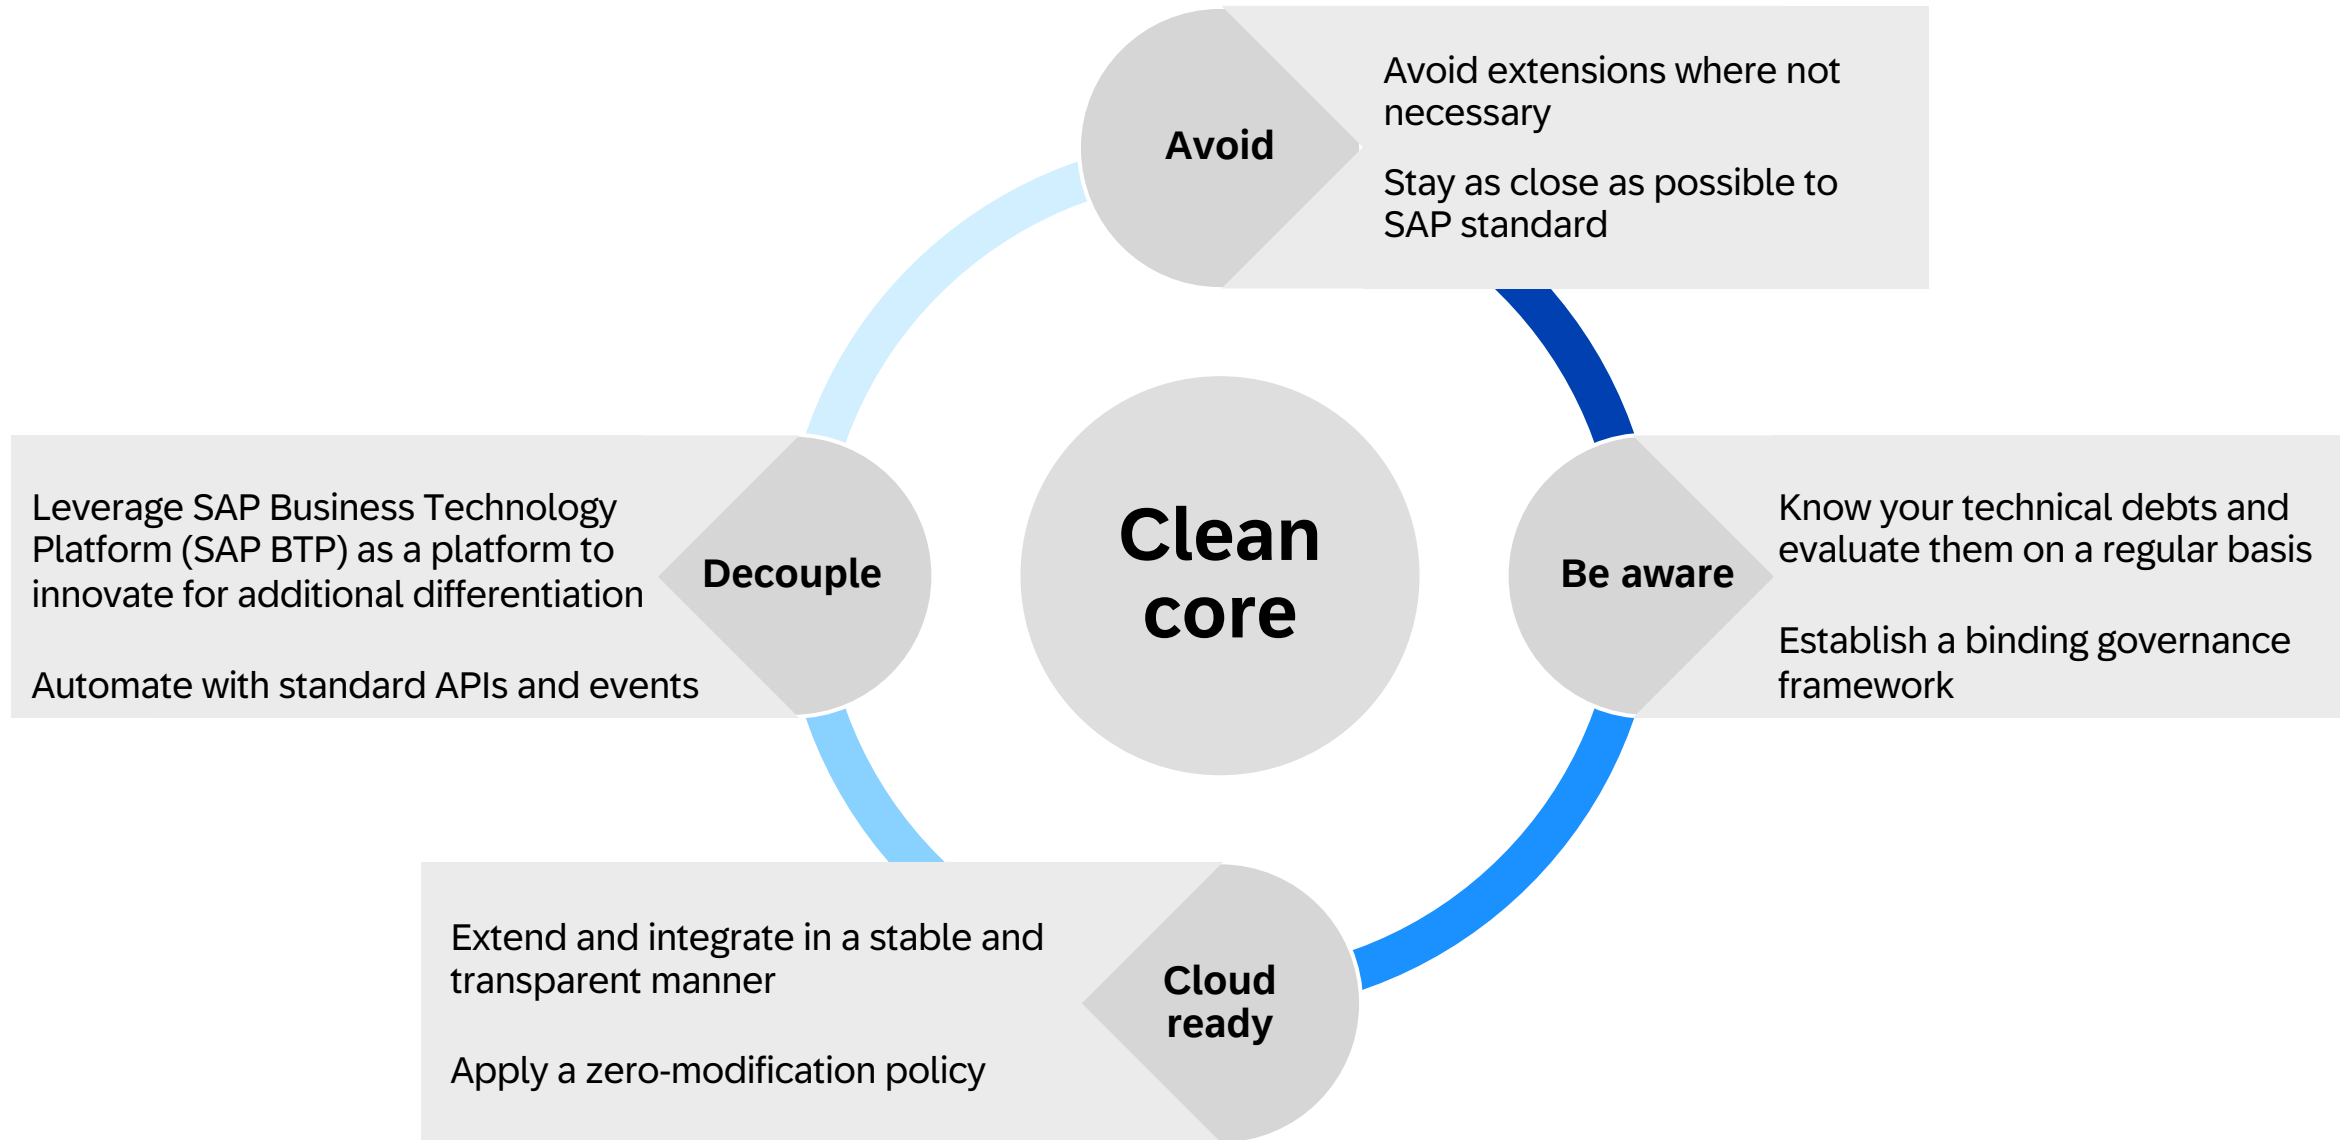 Avoid
Avoid extensions where not
necessary
Stay as close as possible to
SAP standard
Clean
core
Be aware
Know your technical debts and
evaluate them on a regular basis
Establish a binding governance
framework
Cloud
ready
Extend and integrate in a stable and
transparent manner
Apply a zero-modification policy
Decouple
Leverage SAP Business Technology
Platform (SAP BTP) as a platform to
innovate for additional differentiation
Automate with standard APIs and events